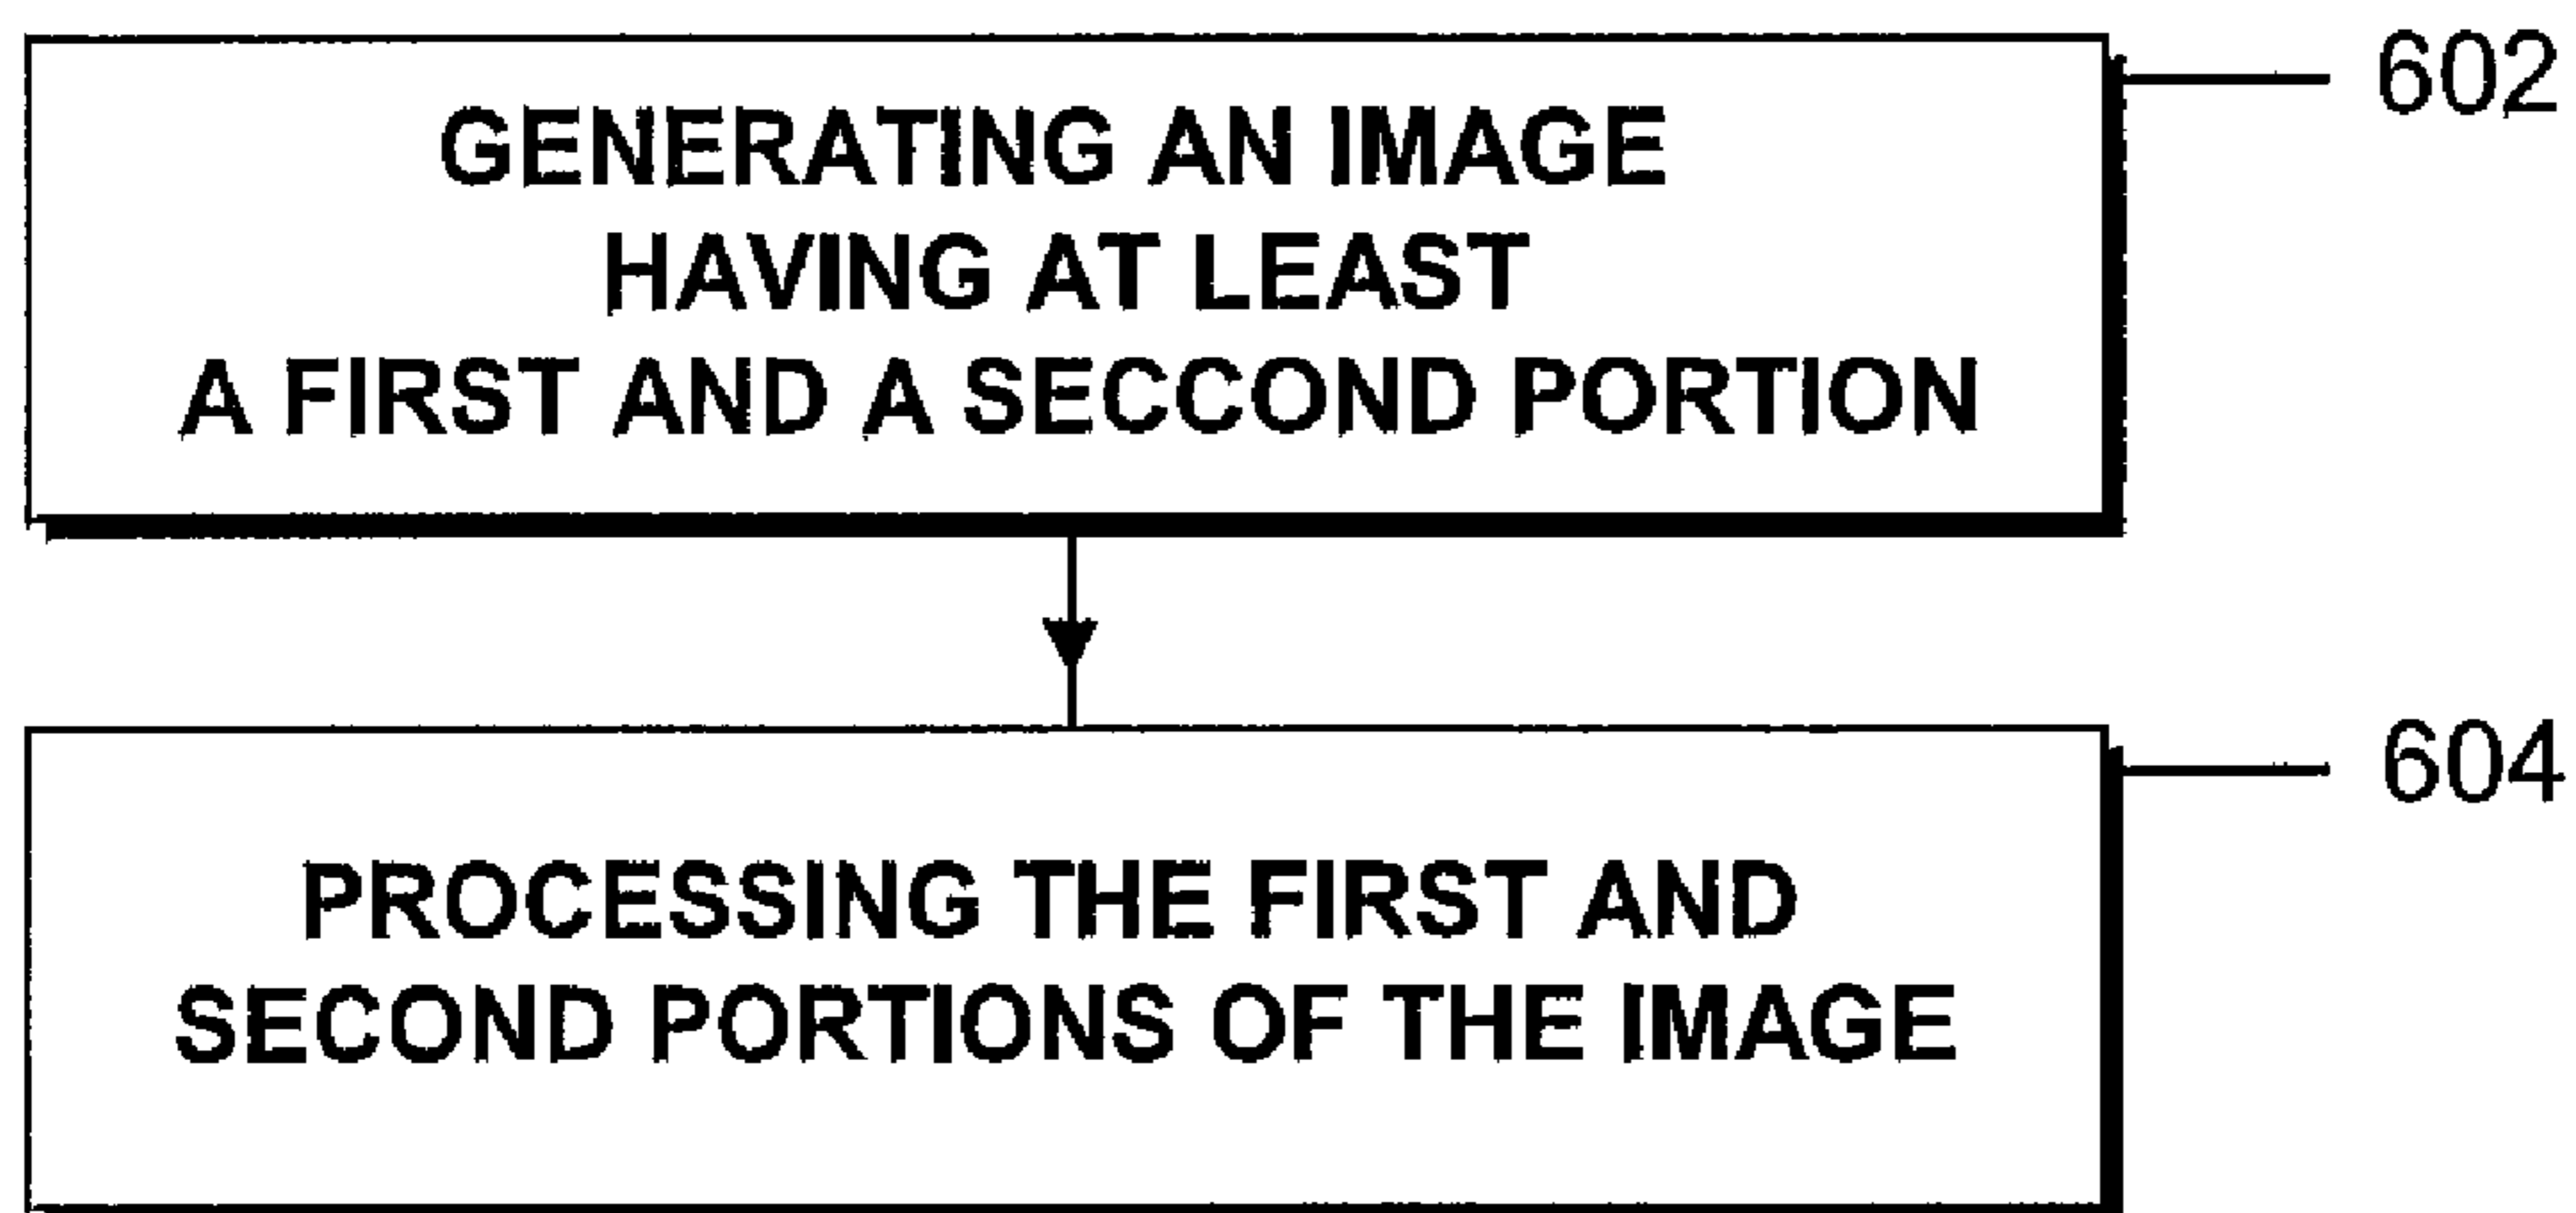 GENERATING AN IMAGE
HAVING AT LEAST
A FIRST AND A SECCOND PORTION
602
PROCESSING THE FIRST AND
SECOND PORTIONS OF THE IMAGE
604